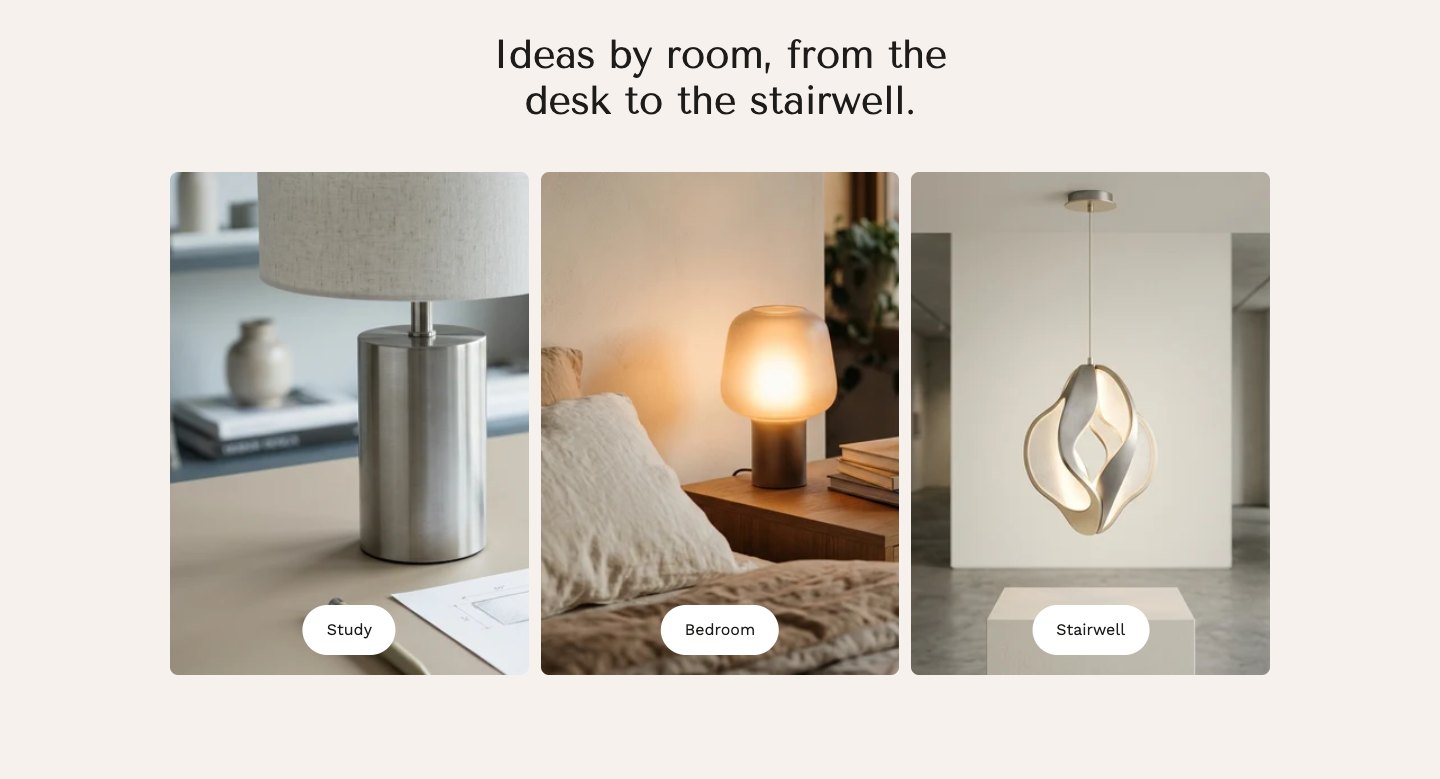 Ideas by room, from the
desk to the stairwell.
Study
Bedroom
Stairwell